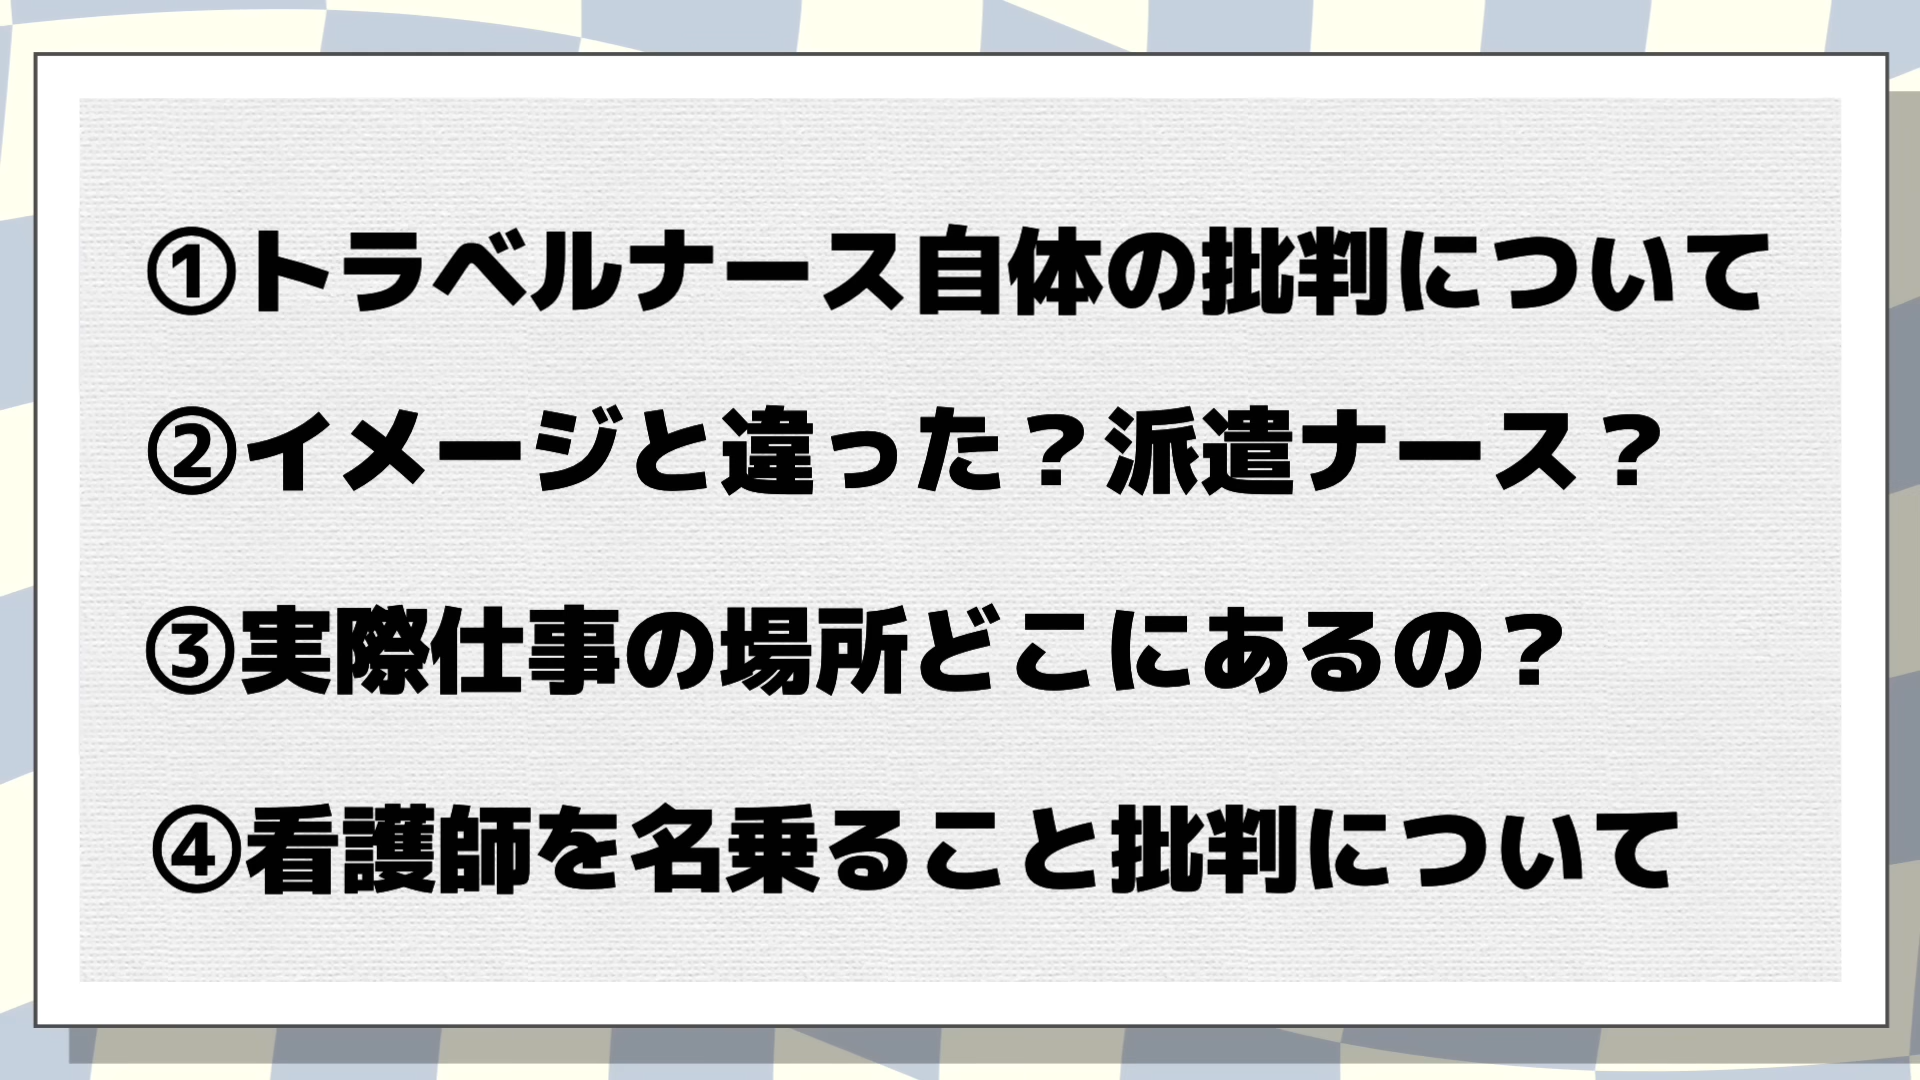 ①トラベルナース自体の批判について
②イメージと違った？派遣ナース？
③実際仕事の場所どこにあるの？
④看護師を名乗ること批判について